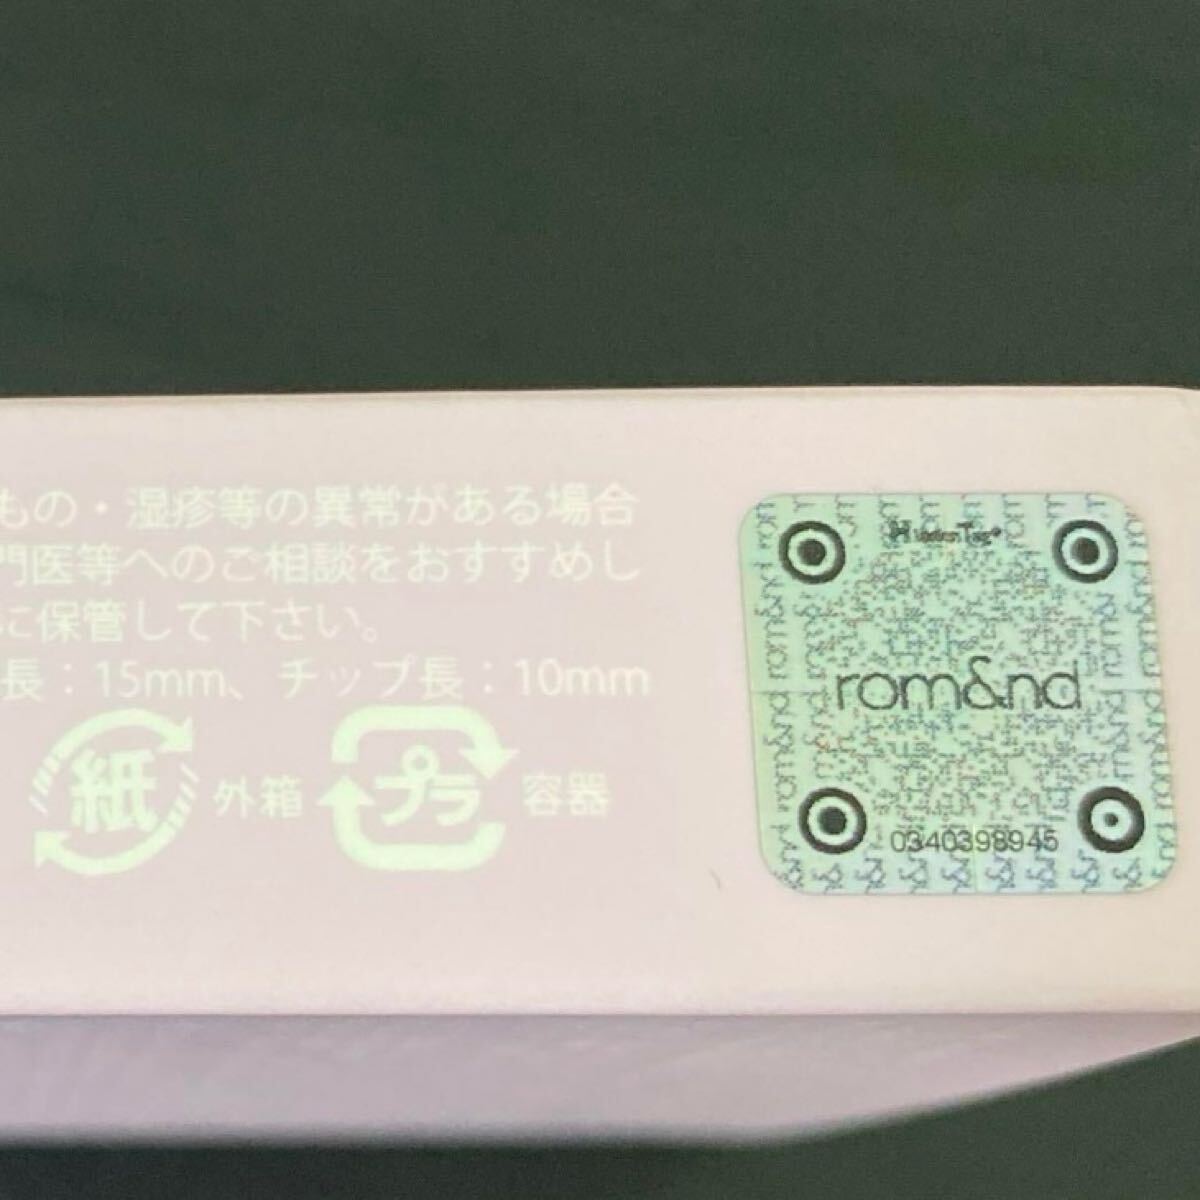 もの・湿疹等の異常がある場合
門医等へのご相談をおすすめし
に保管して下さい。
長：15mm、チップ長：10mm
紙 外箱 プラ 容器
HiddenTag®
rom&nd
0340398945